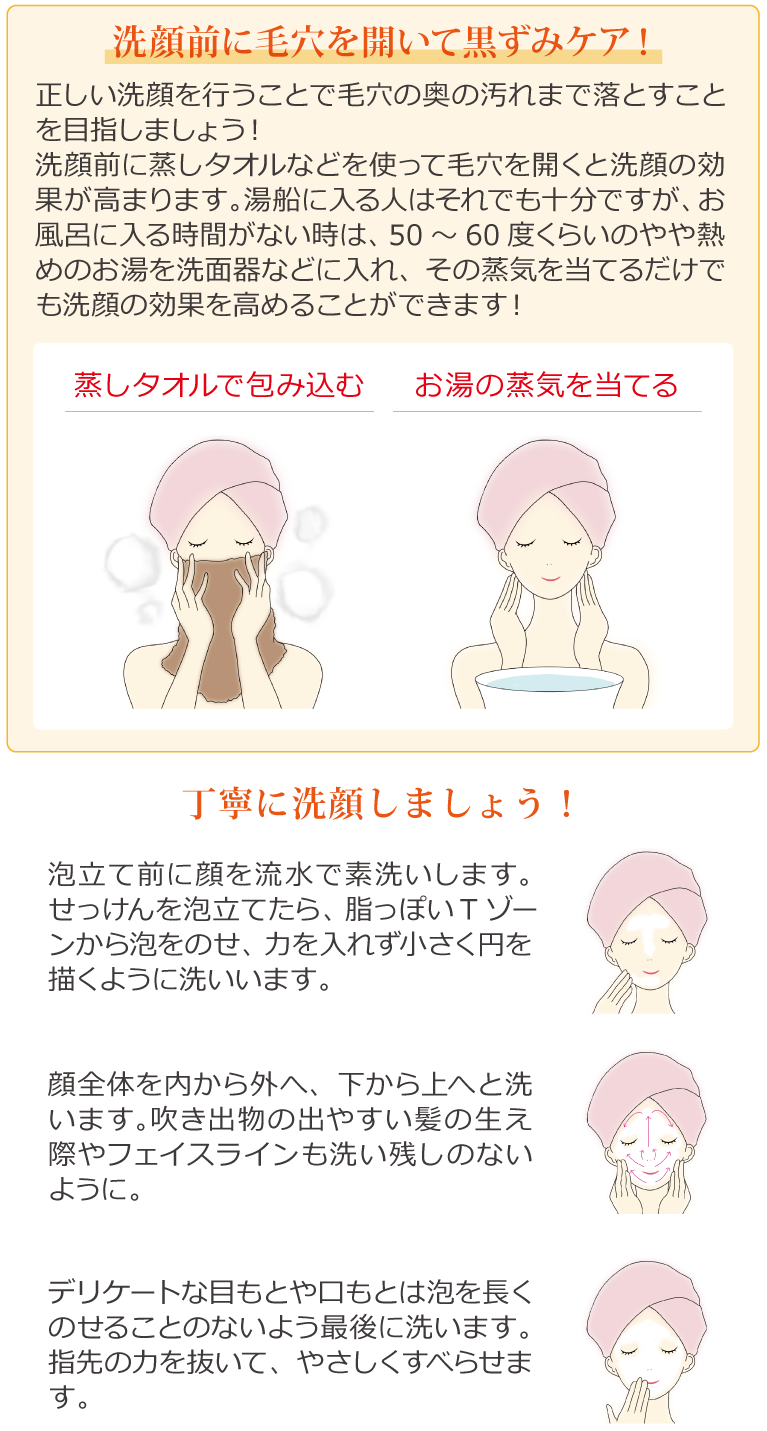 洗顔前に毛穴を開いて黒ずみケア！
正しい洗顔を行うことで毛穴の奥の汚れまで落とすこと
を目指しましょう！
洗顔前に蒸しタオルなどを使って毛穴を開くと洗顔の効
果が高まります。湯船に入る人はそれでも十分ですが、お
風呂に入る時間がない時は、50 ～ 60 度くらいのやや熱
めのお湯を洗面器などに入れ、その蒸気を当てるだけで
も洗顔の効果を高めることができます！
蒸しタオルで包み込む
お湯の蒸気を当てる
丁寧に洗顔しましょう！
泡立て前に顔を流水で素洗いします。
せっけんを泡立てたら、脂っぽいＴゾー
ンから泡をのせ、力を入れず小さく円を
描くように洗いいます。
顔全体を内から外へ、下から上へと洗
います。吹き出物の出やすい髪の生え
際やフェイスラインも洗い残しのない
ように。
デリケートな目もとや口もとは泡を長く
のせることのないよう最後に洗います。
指先の力を抜いて、やさしくすべらせま
す。